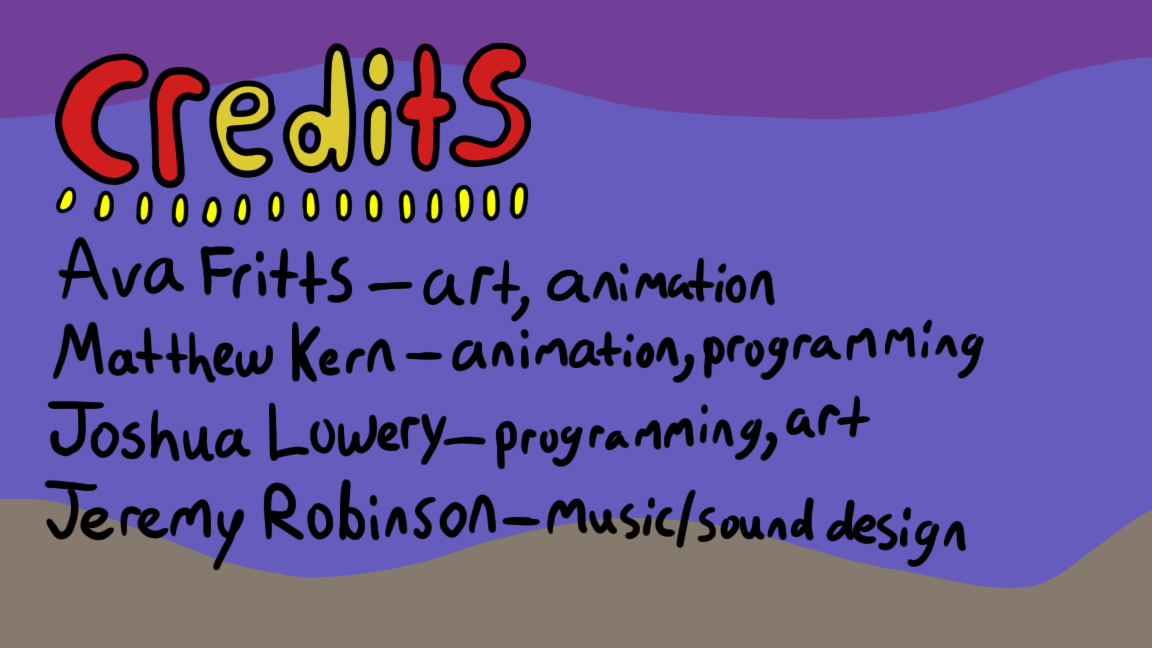 Credits
Ava Fritts - art, animation
Matthew Kern - animation, programming
Joshua Lowery - programming, art
Jeremy Robinson - music/sound design